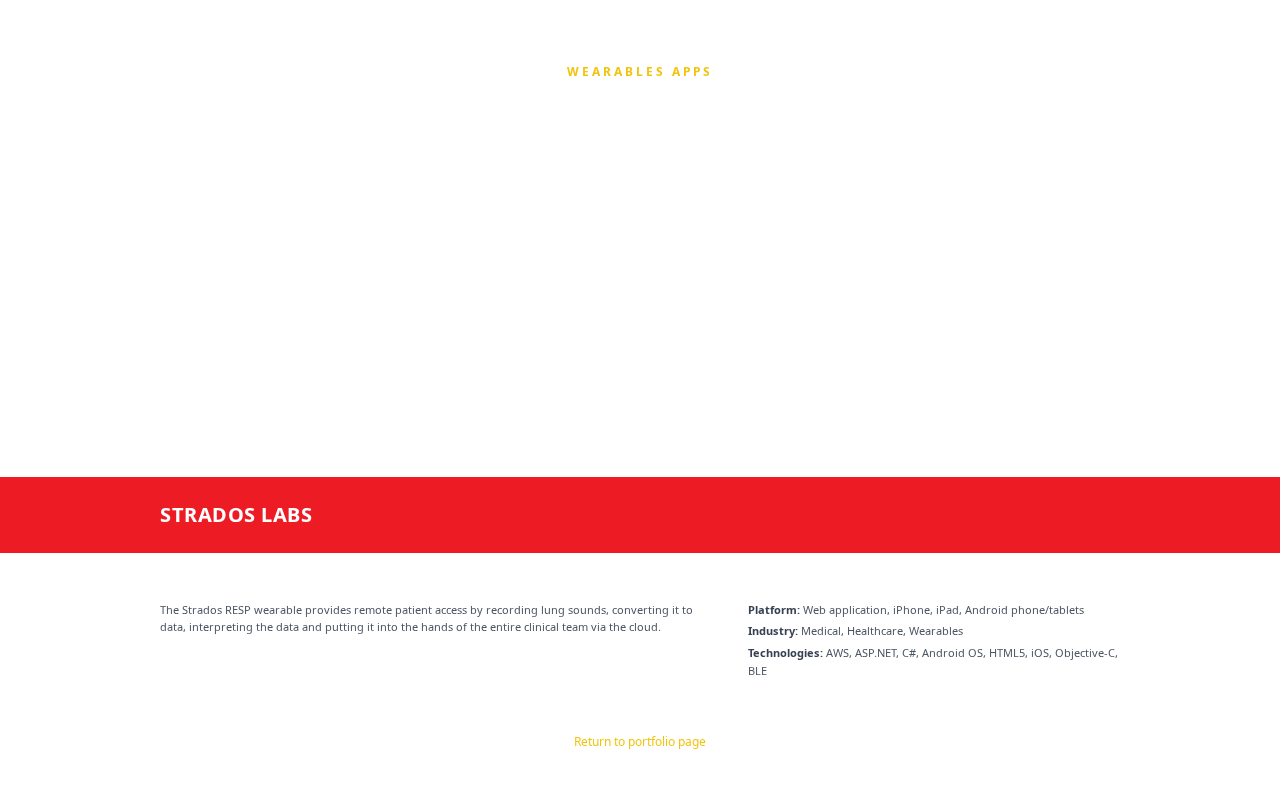 WEARABLES APPS
STRADOS LABS
The Strados RESP wearable provides remote patient access by recording lung sounds, converting it to
data, interpreting the data and putting it into the hands of the entire clinical team via the cloud.
Platform: Web application, iPhone, iPad, Android phone/tablets
Industry: Medical, Healthcare, Wearables
Technologies: AWS, ASP.NET, C#, Android OS, HTML5, iOS, Objective-C,
BLE
Return to portfolio page